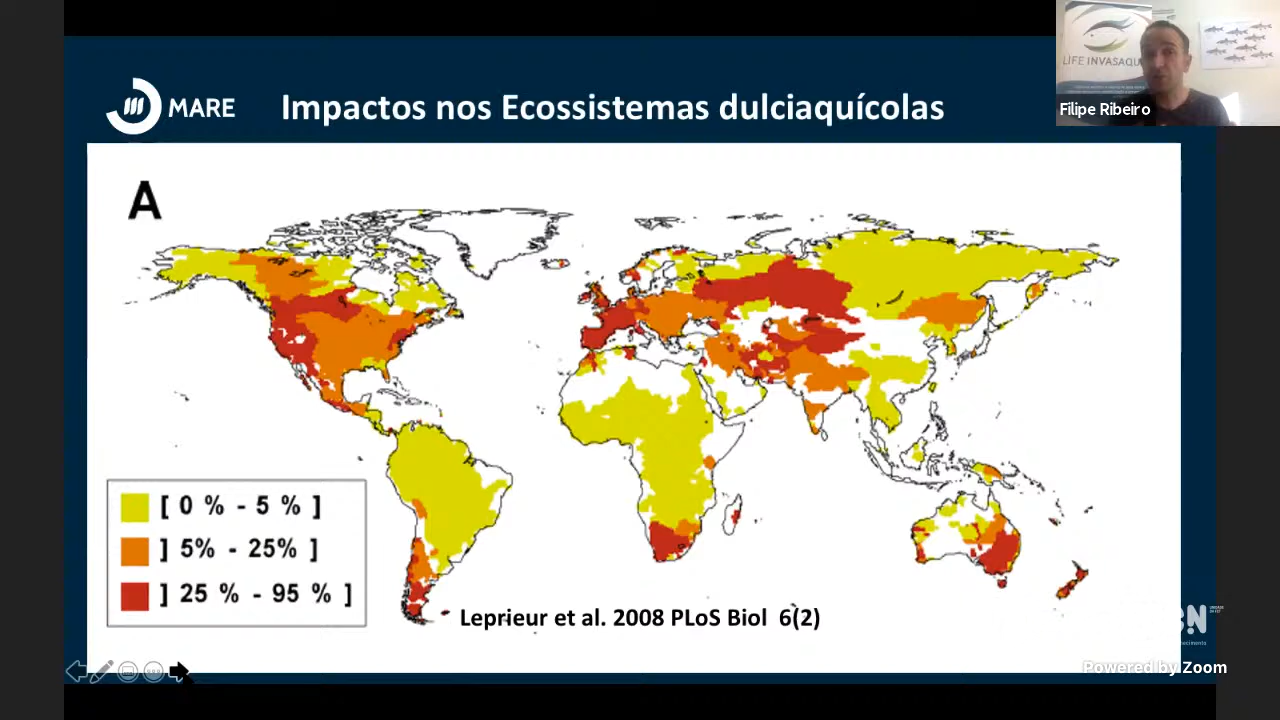 MARE
Impactos nos Ecossistemas dulciaquícolas
LIFE INVASAQU
Filipe Ribeiro
A
[ 0 % - 5 % ]
] 5% - 25% ]
] 25 % - 95 % ]
Leprieur et al. 2008 PLoS Biol 6(2)
Powered by Zoom